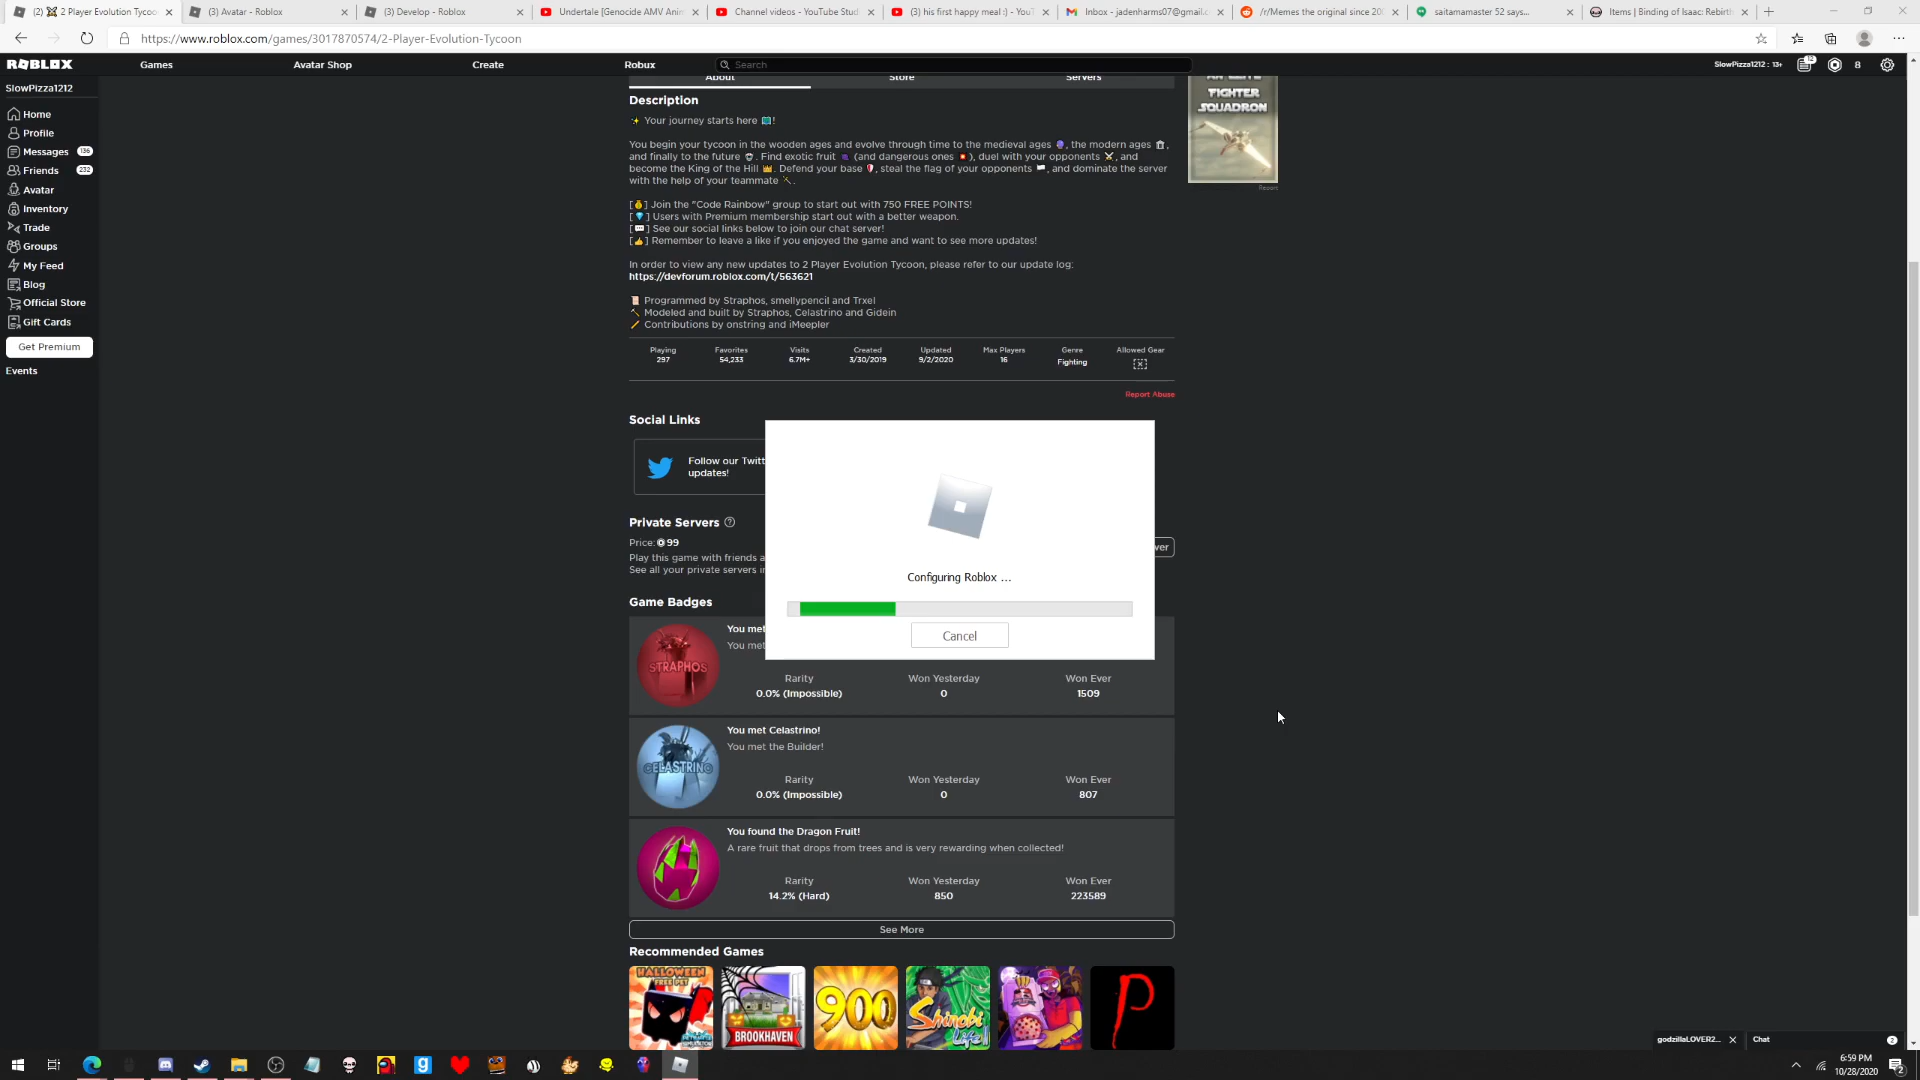 (2) 2 Player Evolution Tycoo
(3) Avatar - Roblox
(3) Develop - Roblox
Undertale [Genocide AMV Anim
Channel videos - YouTube Stud
(3) his first happy meal :) - YouT
Inbox - jadenharms07@gmail.c
/r/Memes the original since 200
saitamamaster 52 says...
Items | Binding of Isaac: Rebirth
https://www.roblox.com/games/3017870574/2-Player-Evolution-Tycoon
ROBLOX
Games
Avatar Shop
Create
Robux
Search
SlowPizza1212 : 13+
12
8
SlowPizza1212
Home
Profile
Messages 136
Friends 232
Avatar
Inventory
Trade
Groups
My Feed
Blog
Official Store
Gift Cards
Get Premium
Events
About
Store
Servers
Description
Your journey starts here !
You begin your tycoon in the wooden ages and evolve through time to the medieval ages , the modern ages ,
and finally to the future . Find exotic fruit (and dangerous ones ), duel with your opponents , and
become the King of the Hill . Defend your base , steal the flag of your opponents , and dominate the server
with the help of your teammate .
[ ] Join the "Code Rainbow" group to start out with 750 FREE POINTS!
[ ] Users with Premium membership start out with a better weapon.
[ ] See our social links below to join our chat server!
[ ] Remember to leave a like if you enjoyed the game and want to see more updates!
In order to view any new updates to 2 Player Evolution Tycoon, please refer to our update log:
https://devforum.roblox.com/t/563621
Programmed by Straphos, smellypencil and Trxel
Modeled and built by Straphos, Celastrino and Gidein
Contributions by onstring and iMeepler
Playing Favorites Visits Created Updated Max Players Genre Allowed Gear
297 54,233 6.7M+ 3/30/2019 9/2/2020 16 Fighting
Report Abuse
FIGHTER
SQUADRON
Report
Social Links
Follow our Twitt
updates!
Private Servers
Price: 99
Play this game with friends a
See all your private servers in
ver
Configuring Roblox ...
Cancel
Game Badges
STRAPHOS
You met
You met
Rarity Won Yesterday Won Ever
0.0% (Impossible) 0 1509
CELASTRINO
You met Celastrino!
You met the Builder!
Rarity Won Yesterday Won Ever
0.0% (Impossible) 0 807
You found the Dragon Fruit!
A rare fruit that drops from trees and is very rewarding when collected!
Rarity Won Yesterday Won Ever
14.2% (Hard) 850 223589
See More
Recommended Games
HALLOWEEN
FREE PET
BROOKHAVEN
900
Shinobi
Life
P
godzillaLOVER2...
Chat
2
6:59 PM
10/28/2020
2